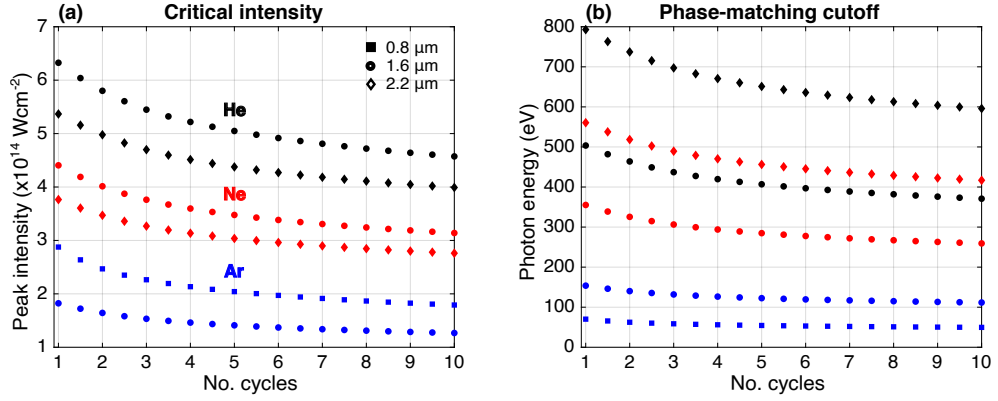 (a) Critical intensity
7
6
5
4
3
2
1
Peak intensity (x10¹⁴ Wcm⁻²)
0.8 µm
1.6 µm
2.2 µm
He
Ne
Ar
1 2 3 4 5 6 7 8 9 10
No. cycles
(b) Phase-matching cutoff
800
700
600
500
400
300
200
100
0
Photon energy (eV)
1 2 3 4 5 6 7 8 9 10
No. cycles